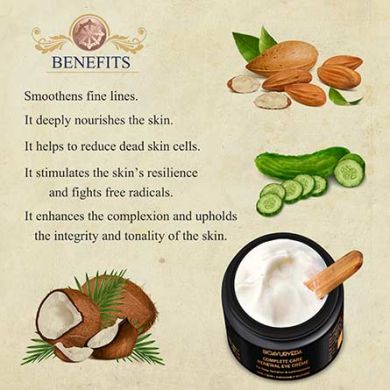 BENEFITS
Smoothens fine lines.
It deeply nourishes the skin.
It helps to reduce dead skin cells.
It stimulates the skin's resilience
and fights free radicals.
It enhances the complexion and upholds
the integrity and tonality of the skin.
BIOAYURVEDA
COMPLETE CARE
RENEWAL EYE CRÈME